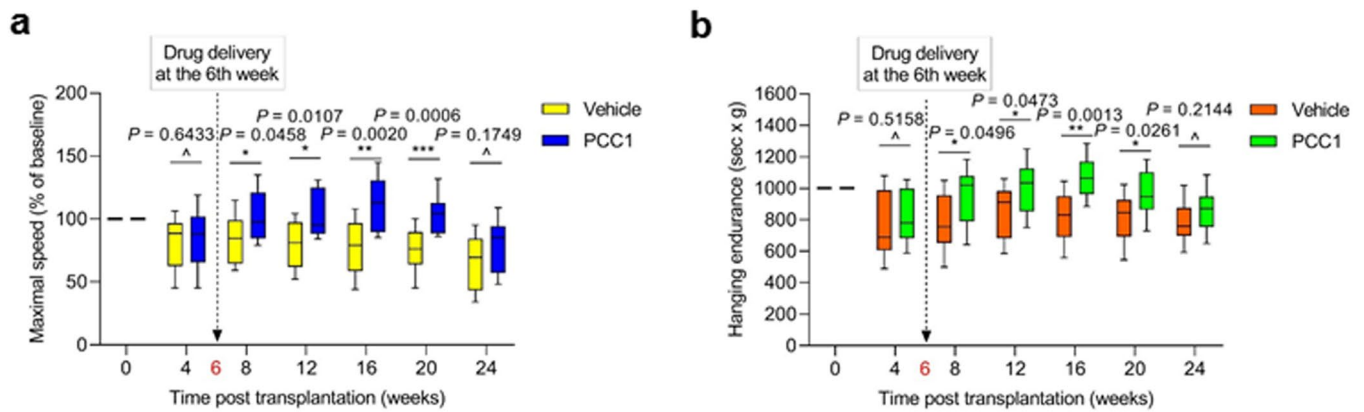 a
Drug delivery
at the 6th week
Maximal speed (% of baseline)
200
150
100
50
0
P = 0.0107 P = 0.0006
P = 0.6433 P = 0.0458 P = 0.0020 P = 0.1749
^ * * ** *** ^
Vehicle
PCC1
0 4 6 8 12 16 20 24
Time post transplantation (weeks)
b
Drug delivery
at the 6th week
Hanging endurance (sec x g)
1600
1400
1200
1000
800
600
400
200
0
P = 0.0473
P = 0.5158 P = 0.0013 P = 0.2144
P = 0.0496 P = 0.0261
^ * * ** * ^
Vehicle
PCC1
0 4 6 8 12 16 20 24
Time post transplantation (weeks)